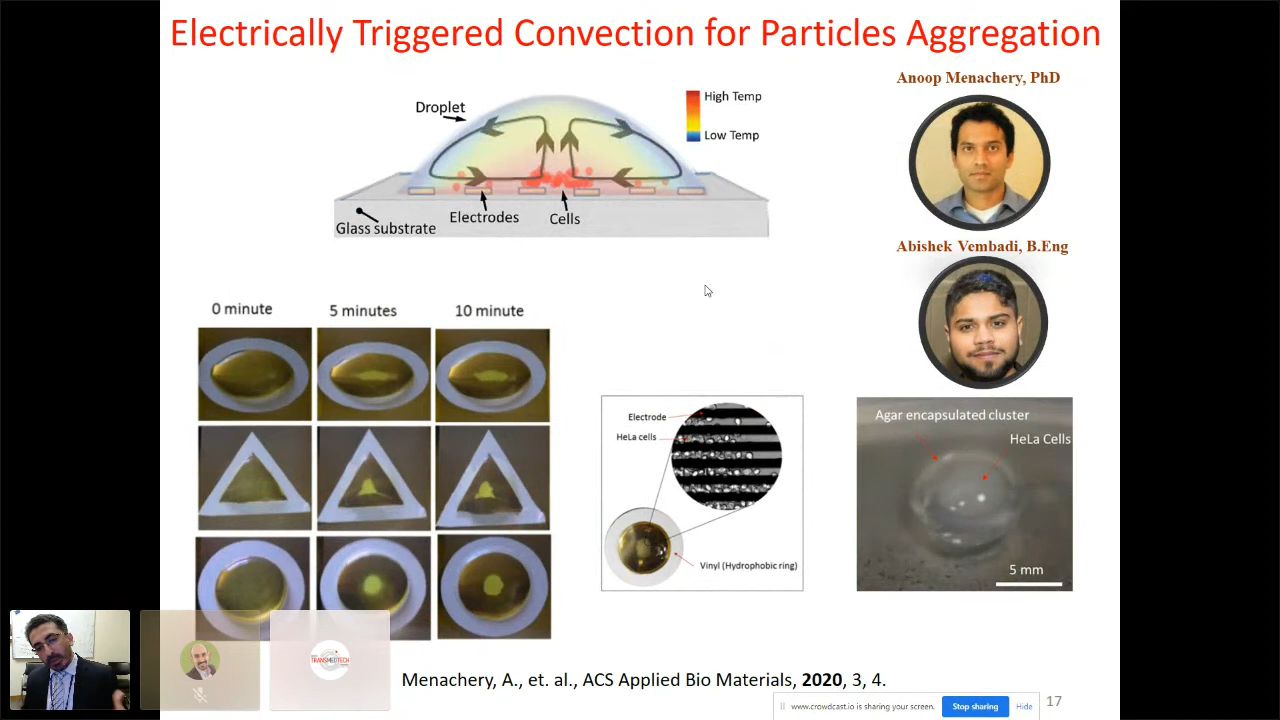 Electrically Triggered Convection for Particles Aggregation
Anoop Menachery, PhD
Droplet
High Temp
Low Temp
Electrodes
Cells
Glass substrate
Abishek Vembadi, B.Eng
0 minute
5 minutes
10 minute
Electrode
HeLa cells
Vinyl (Hydrophobic ring)
Agar encapsulated cluster
HeLa Cells
5 mm
TRANSMEDTECH
Menachery, A., et. al., ACS Applied Bio Materials, 2020, 3, 4.
www.crowdcast.io is sharing your screen.
Stop sharing
Hide
17